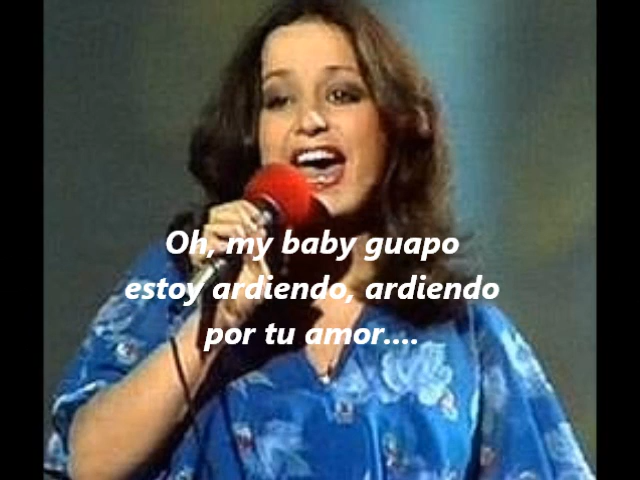 Oh, my baby guapo
estoy ardiendo, ardiendo
por tu amor....